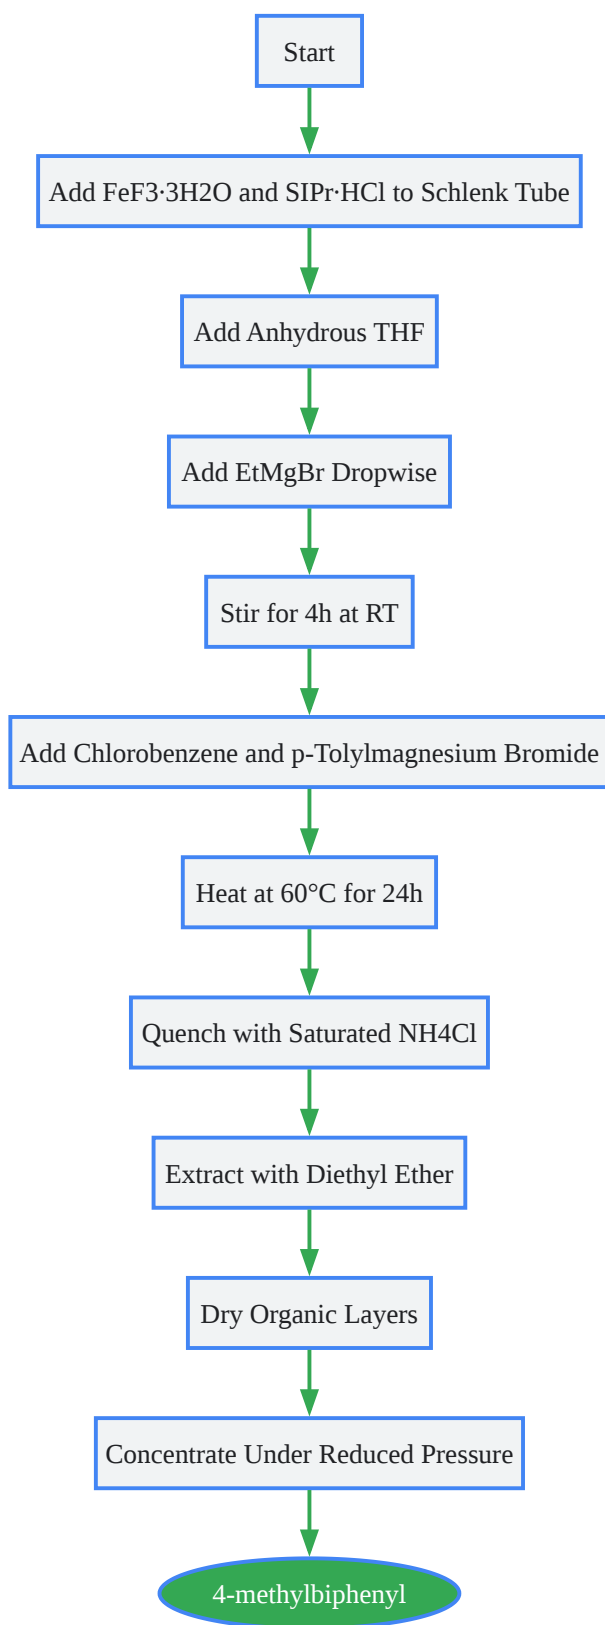 Start
Add FeF3·3H2O and SIPr·HCl to Schlenk Tube
Add Anhydrous THF
Add EtMgBr Dropwise
Stir for 4h at RT
Add Chlorobenzene and p-Tolylmagnesium Bromide
Heat at 60°C for 24h
Quench with Saturated NH4Cl
Extract with Diethyl Ether
Dry Organic Layers
Concentrate Under Reduced Pressure
4-methylbiphenyl